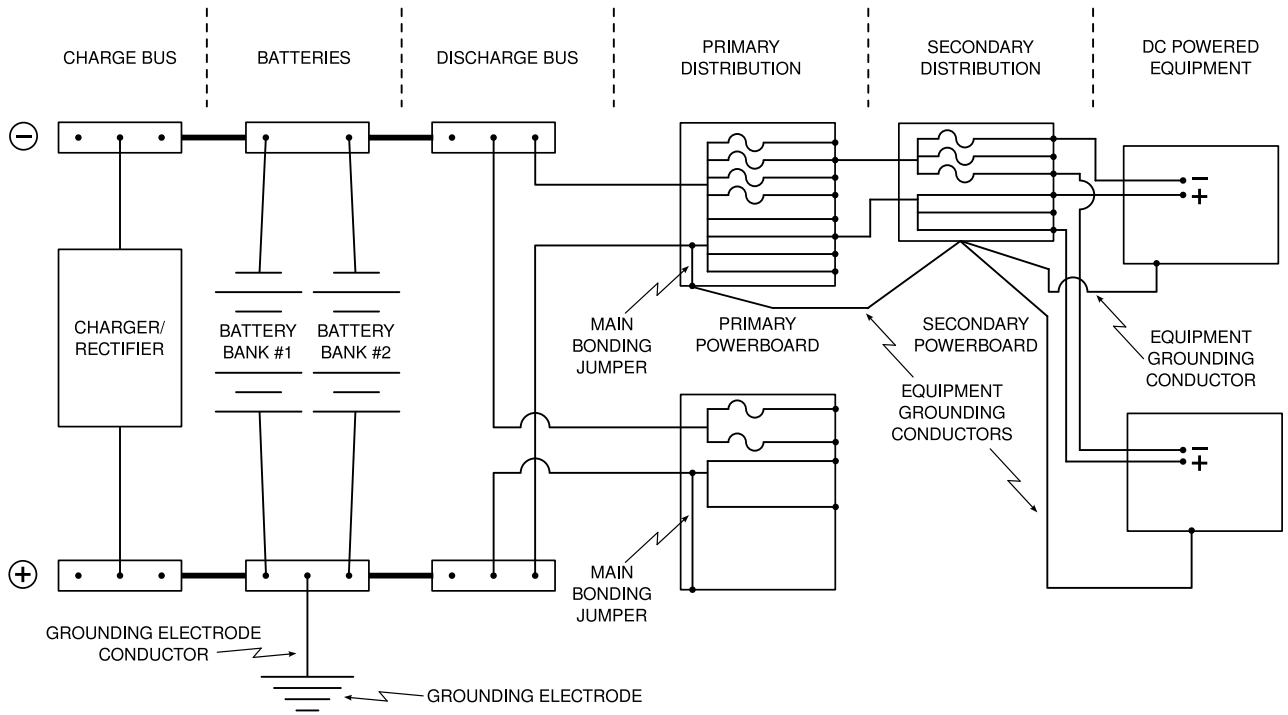 CHARGE BUS
BATTERIES
DISCHARGE BUS
PRIMARY
DISTRIBUTION
SECONDARY
DISTRIBUTION
DC POWERED
EQUIPMENT
−
CHARGER/
RECTIFIER
BATTERY
BANK #1
BATTERY
BANK #2
MAIN
BONDING
JUMPER
PRIMARY
POWERBOARD
SECONDARY
POWERBOARD
−
+
EQUIPMENT
GROUNDING
CONDUCTOR
EQUIPMENT
GROUNDING
CONDUCTORS
−
+
+
MAIN
BONDING
JUMPER
GROUNDING ELECTRODE
CONDUCTOR
GROUNDING ELECTRODE